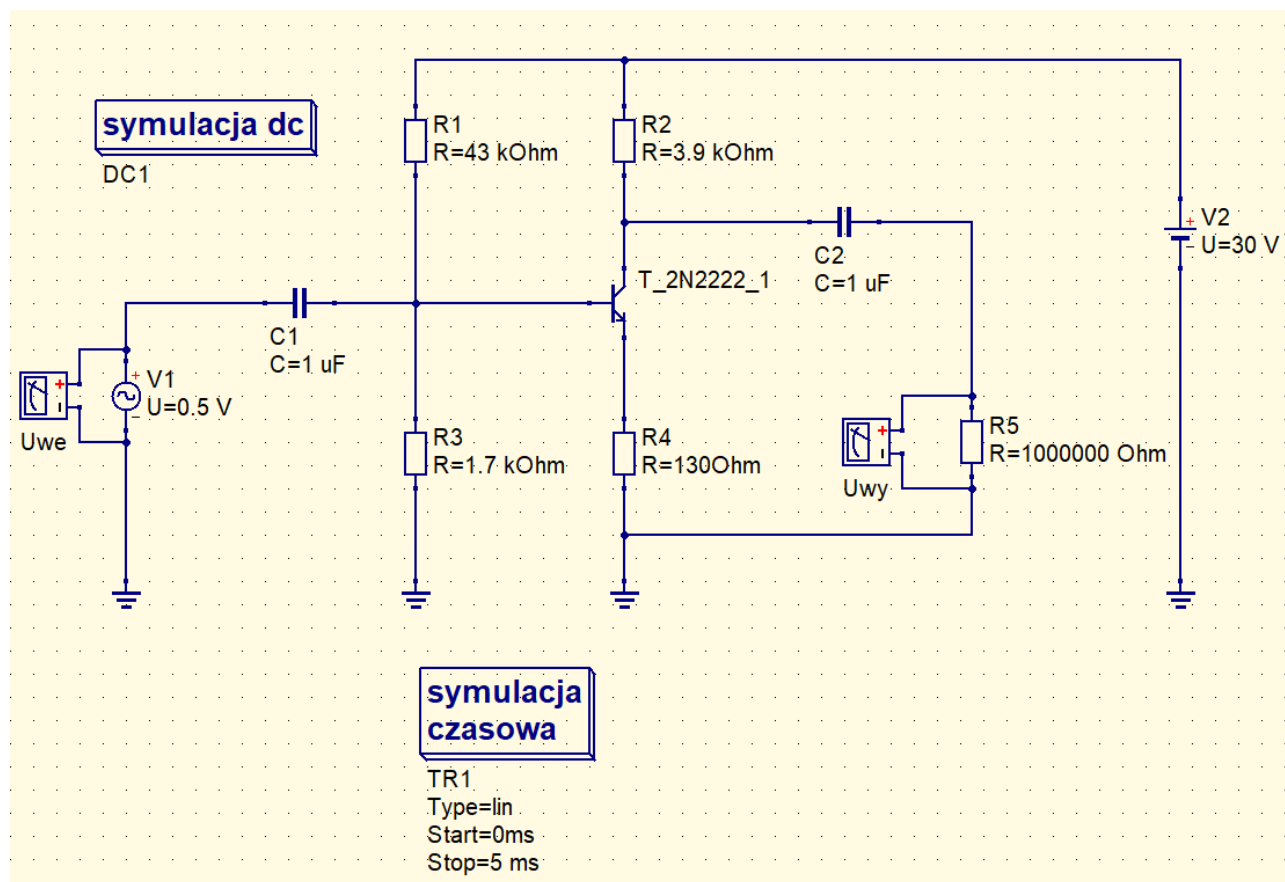 symulacja dc
DC1
R1
R=43 kOhm
R2
R=3.9 kOhm
V2
U=30 V
C2
C=1 uF
T_2N2222_1
C1
C=1 uF
V1
U=0.5 V
Uwe
R3
R=1.7 kOhm
R4
R=130Ohm
R5
R=1000000 Ohm
Uwy
symulacja
czasowa
TR1
Type=lin
Start=0ms
Stop=5 ms